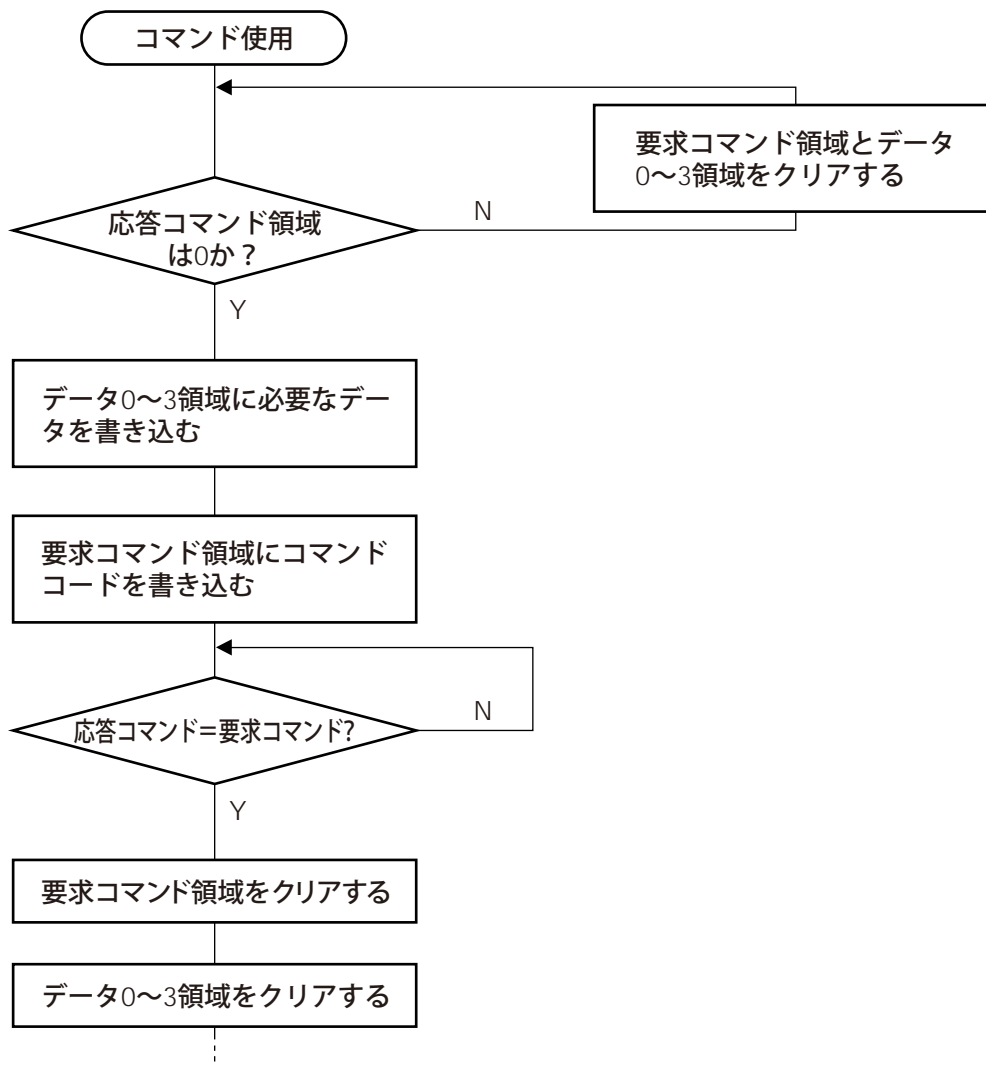 コマンド使用
要求コマンド領域とデータ
0〜3領域をクリアする
応答コマンド領域
は0か？
N
Y
データ0〜3領域に必要なデー
タを書き込む
要求コマンド領域にコマンド
コードを書き込む
応答コマンド＝要求コマンド?
N
Y
要求コマンド領域をクリアする
データ0〜3領域をクリアする